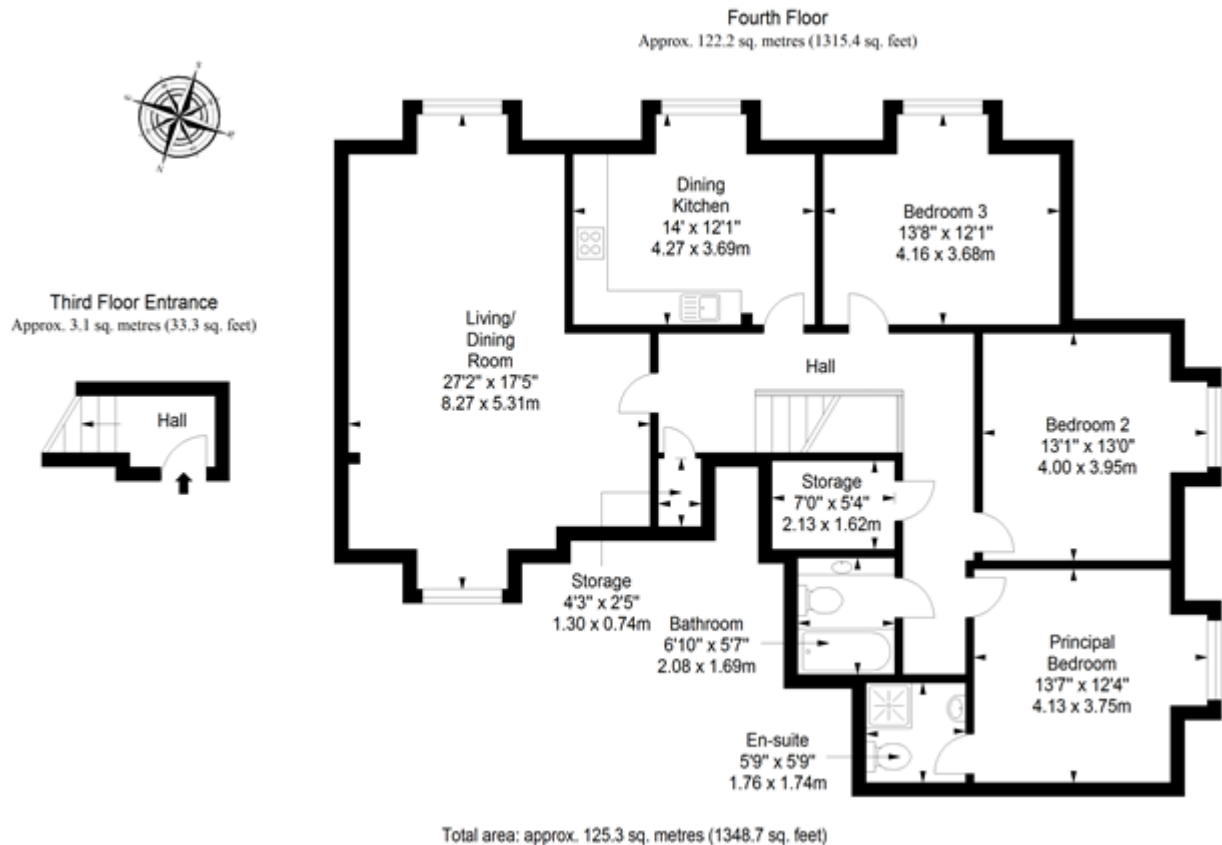 Fourth Floor
Approx. 122.2 sq. metres (1315.4 sq. feet)
S
N
Dining
Kitchen
14' x 12'1"
4.27 x 3.69m
Bedroom 3
13'8" x 12'1"
4.16 x 3.68m
Third Floor Entrance
Approx. 3.1 sq. metres (33.3 sq. feet)
Hall
Living/
Dining
Room
27'2" x 17'5"
8.27 x 5.31m
Hall
Bedroom 2
13'1" x 13'0"
4.00 x 3.95m
Storage
7'0" x 5'4"
2.13 x 1.62m
Storage
4'3" x 2'5"
1.30 x 0.74m
Bathroom
6'10" x 5'7"
2.08 x 1.69m
Principal
Bedroom
13'7" x 12'4"
4.13 x 3.75m
En-suite
5'9" x 5'9"
1.76 x 1.74m
Total area: approx. 125.3 sq. metres (1348.7 sq. feet)